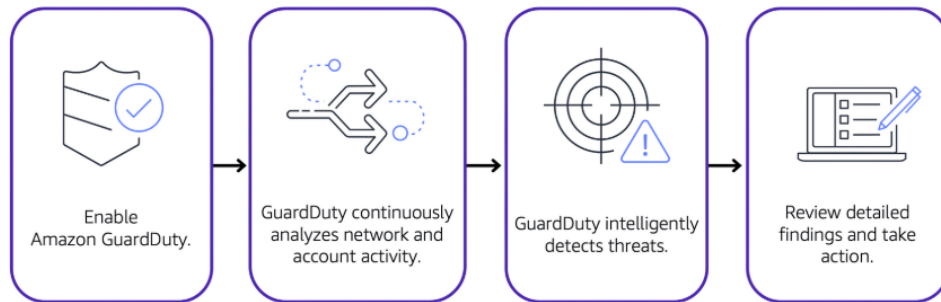 Enable
Amazon GuardDuty.
GuardDuty continuously
analyzes network and
account activity.
GuardDuty intelligently
detects threats.
Review detailed
findings and take
action.